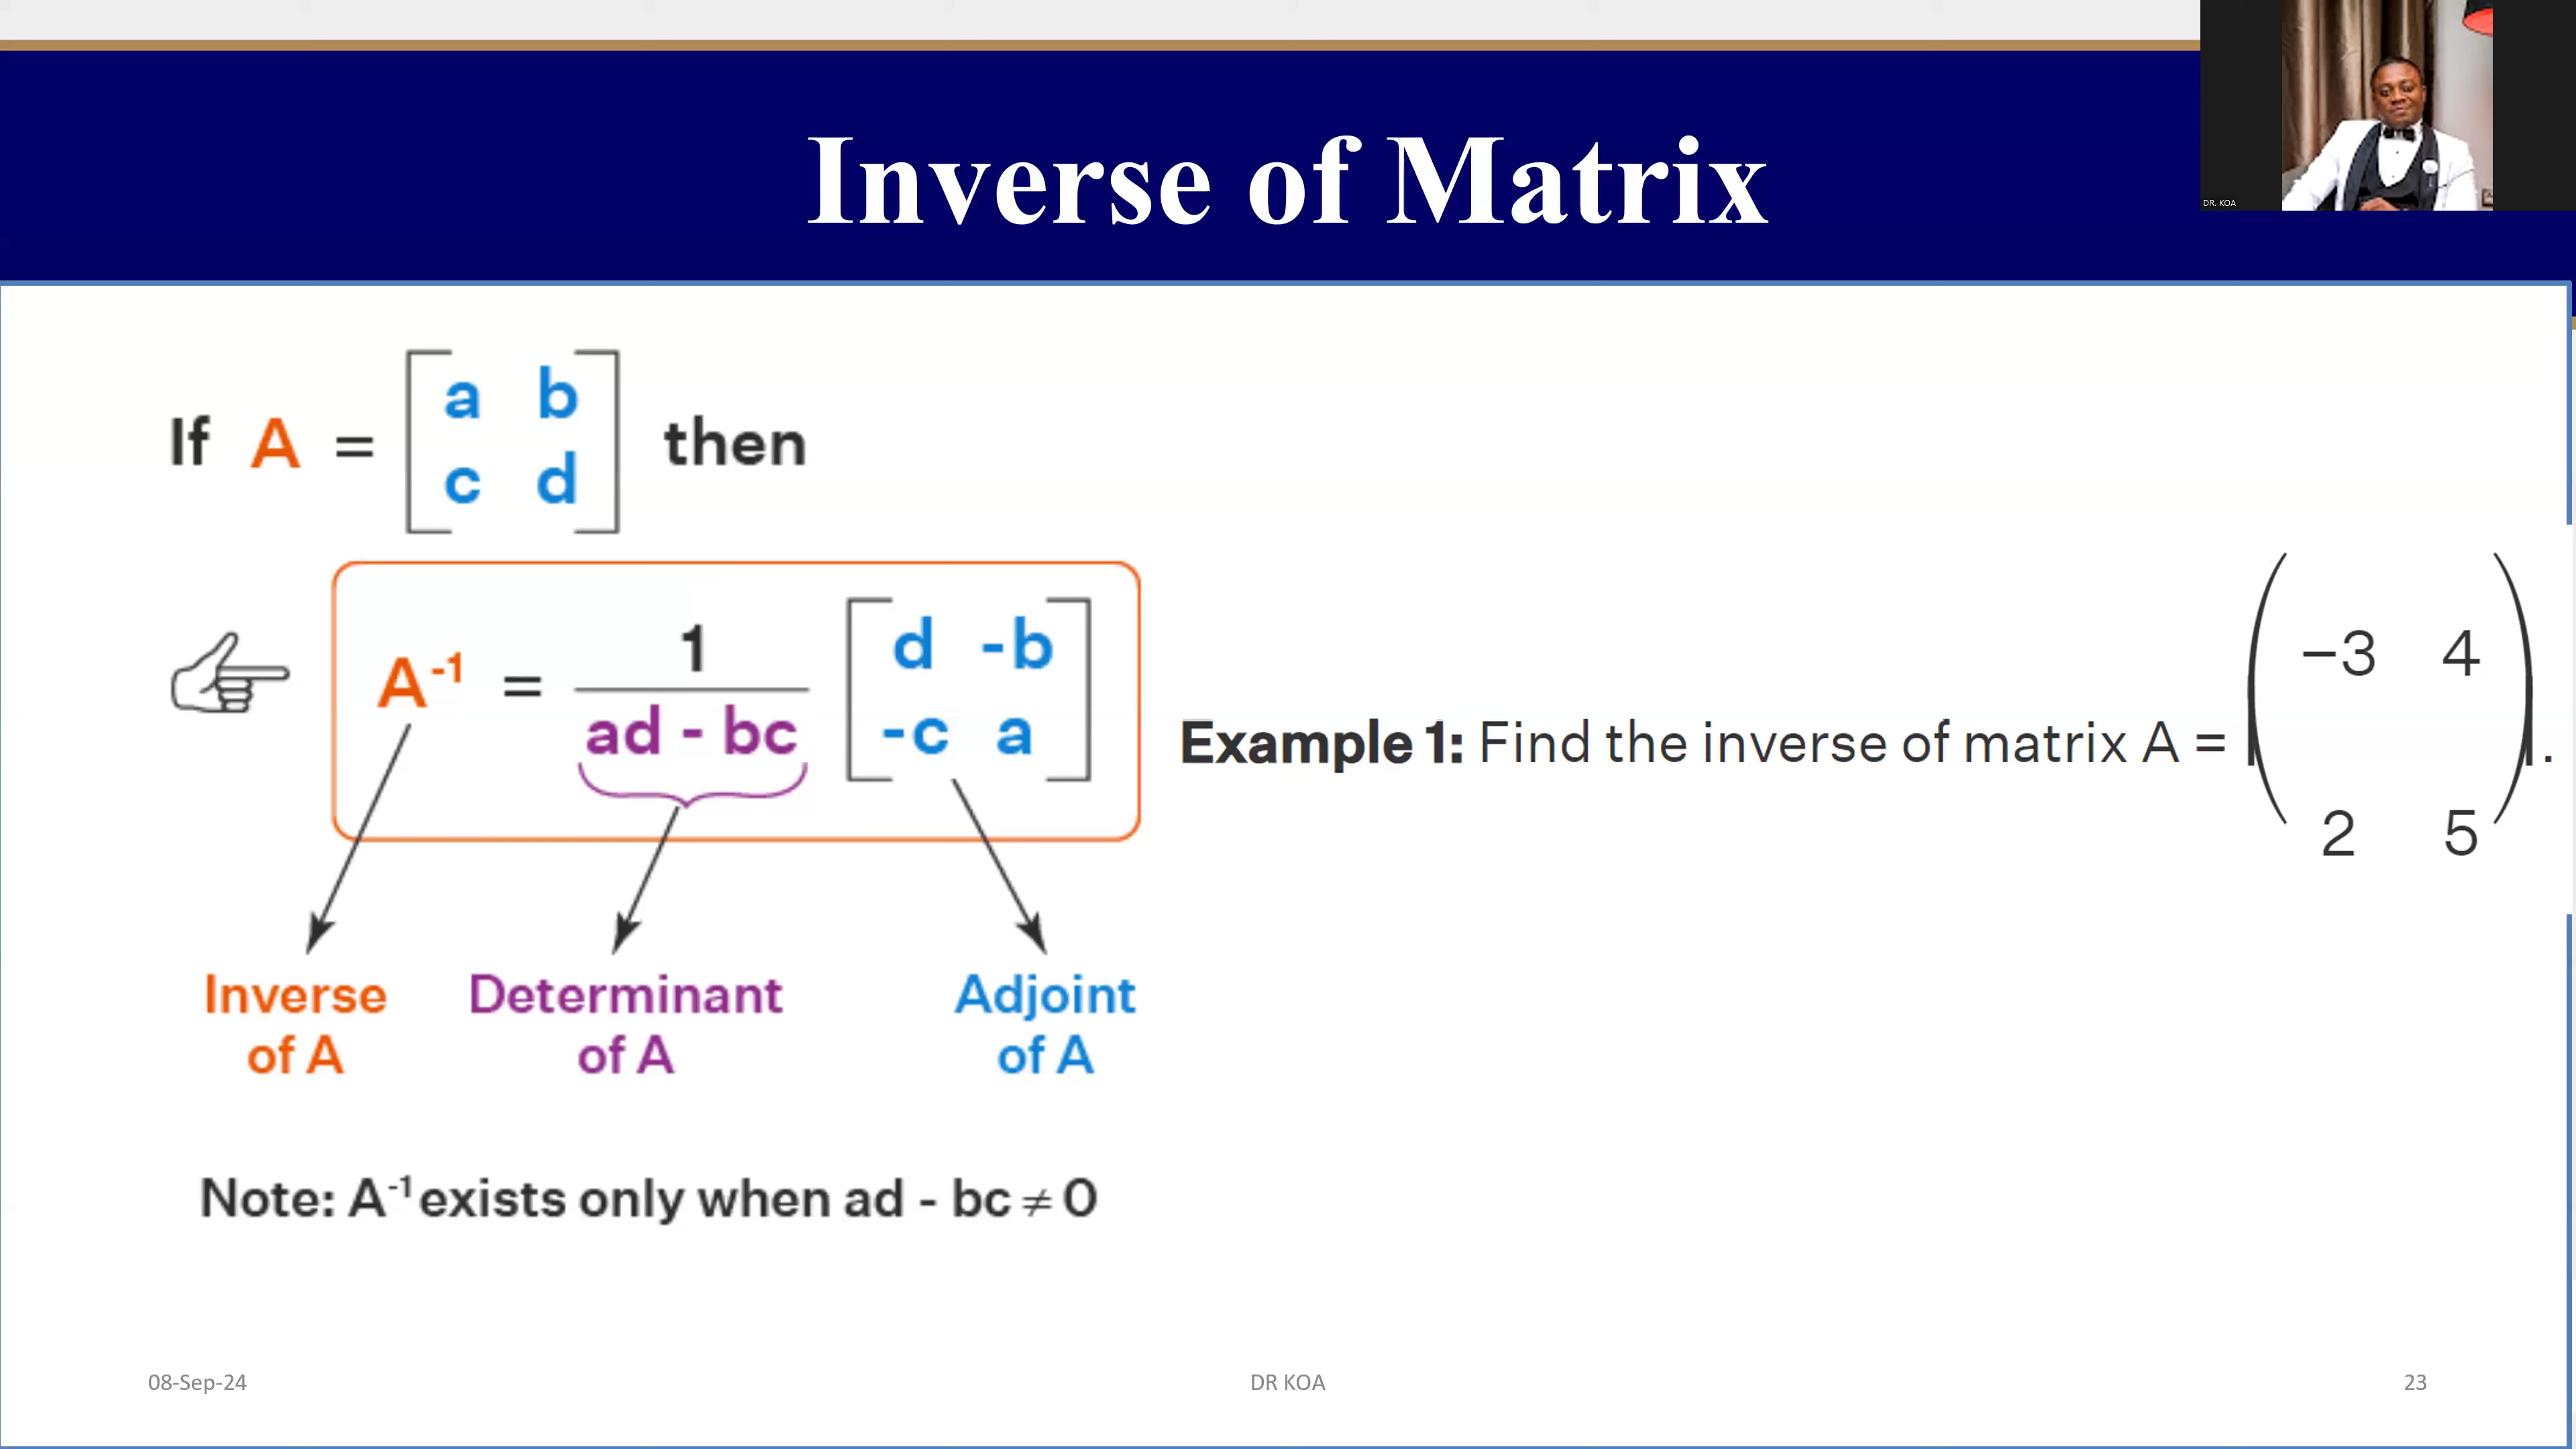 DR. KOA
Inverse of Matrix
If A = [a b
c d] then
A⁻¹ = 1
ad - bc
[d -b
-c a]
Inverse
of A
Determinant
of A
Adjoint
of A
Note: A⁻¹ exists only when ad - bc ≠ 0
Example 1: Find the inverse of matrix A = (−3 4
2 5).
08-Sep-24
DR KOA
23